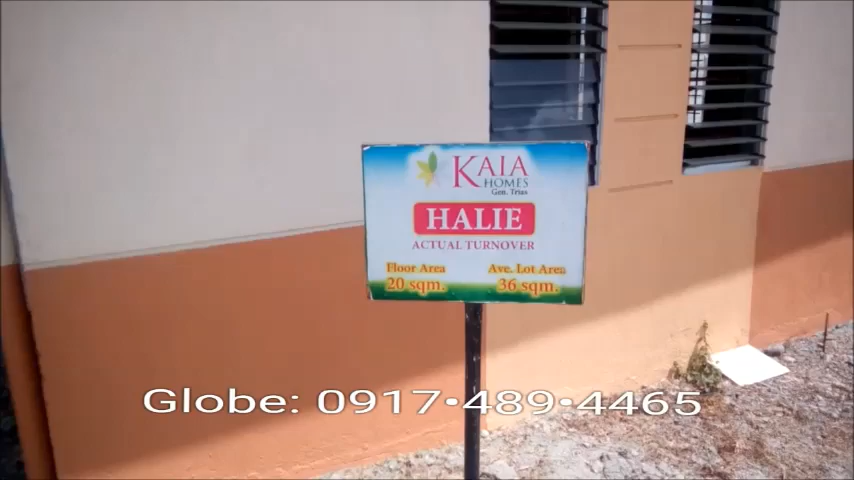 KAIA
HOMES
Gen. Trias
HALIE
ACTUAL TURNOVER
Floor Area
20 sqm.
Ave. Lot Area
36 sqm.
Globe: 0917•489•4465